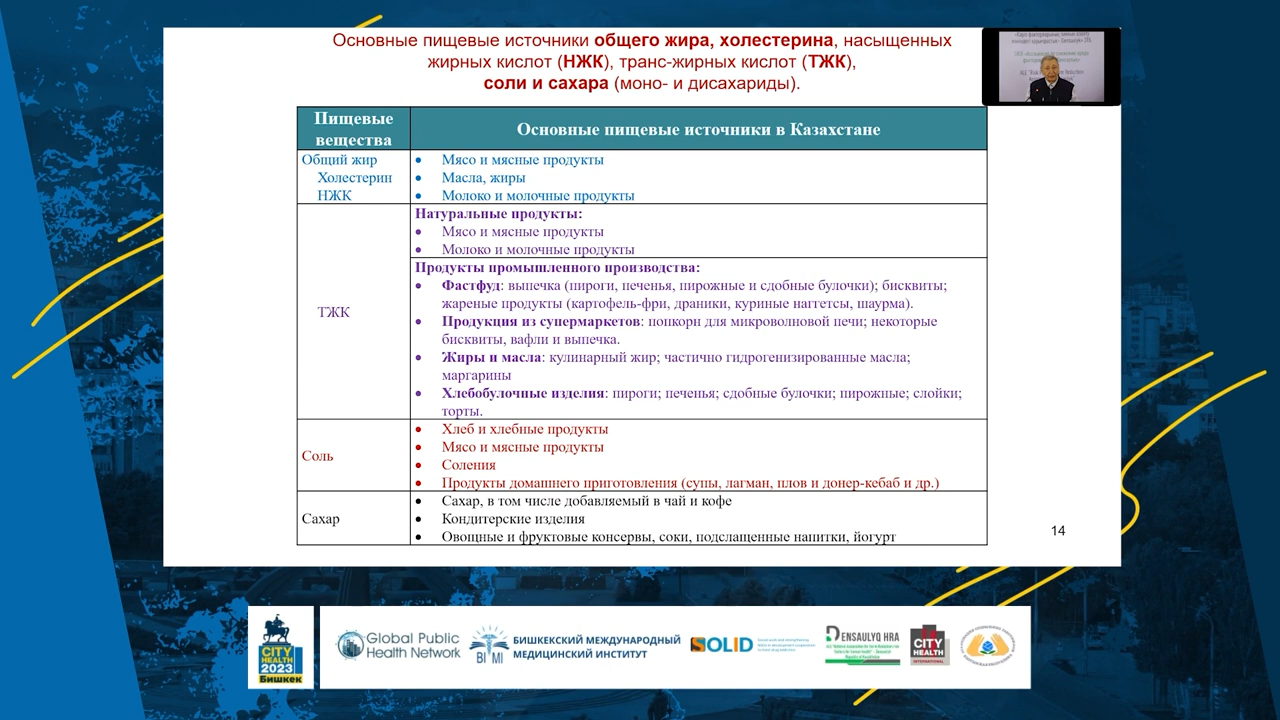 Основные пищевые источники общего жира, холестерина, насыщенных
жирных кислот (НЖК), транс-жирных кислот (ТЖК),
соли и сахара (моно- и дисахариды).
Пищевые
вещества
Основные пищевые источники в Казахстане
Общий жир
Холестерин
НЖК
• Мясо и мясные продукты
• Масла, жиры
• Молоко и молочные продукты
ТЖК
Натуральные продукты:
• Мясо и мясные продукты
• Молоко и молочные продукты
Продукты промышленного производства:
• Фастфуд: выпечка (пироги, печенья, пирожные и сдобные булочки); бисквиты;
жареные продукты (картофель-фри, драники, куриные наггетсы, шаурма).
• Продукция из супермаркетов: попкорн для микроволновой печи; некоторые
бисквиты, вафли и выпечка.
• Жиры и масла: кулинарный жир; частично гидрогенизированные масла;
маргарины
• Хлебобулочные изделия: пироги; печенья; сдобные булочки; пирожные; слойки;
торты.
Соль
• Хлеб и хлебные продукты
• Мясо и мясные продукты
• Соления
• Продукты домашнего приготовления (супы, лагман, плов и донер-кебаб и др.)
Сахар
• Сахар, в том числе добавляемый в чай и кофе
• Кондитерские изделия
• Овощные и фруктовые консервы, соки, подслащенные напитки, йогурт
14
CITY
HEALTH
2023
Бишкек
Global Public
Health Network
BIMI
БИШКЕКСКИЙ МЕЖДУНАРОДНЫЙ
МЕДИЦИНСКИЙ ИНСТИТУТ
SOLID
DENSAULYQ HRA
CITY
HEALTH
INTERNATIONAL